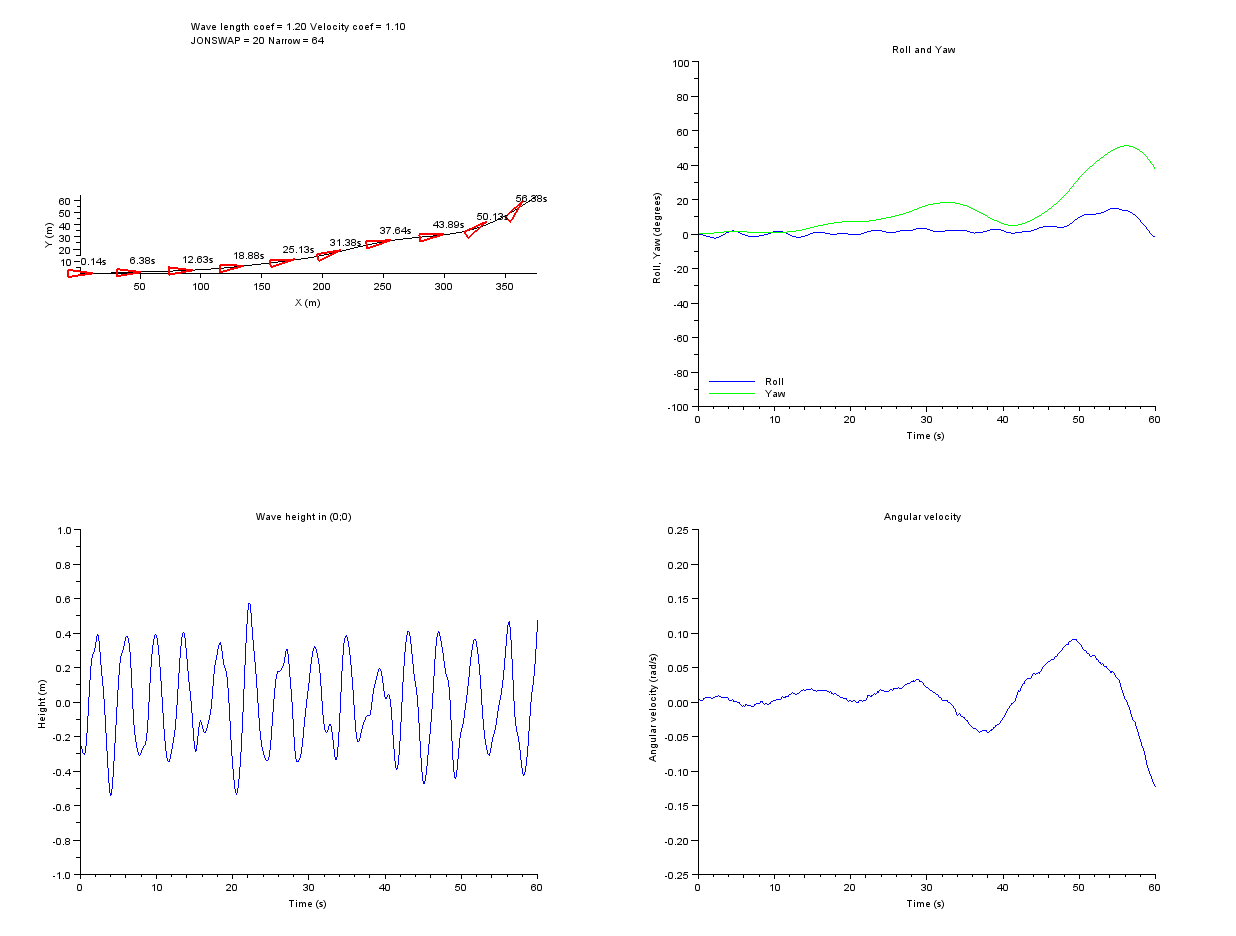 Wave length coef = 1.20 Velocity coef = 1.10
JONSWAP = 20 Narrow = 64
60
50
40
30
20
10
Y (m)
0.14s
6.38s
12.63s
18.88s
25.13s
31.38s
37.64s
43.89s
50.13s
56.38s
50 100 150 200 250 300 350
X (m)
Roll and Yaw
100
80
60
40
20
0
-20
-40
-60
-80
-100
Roll, Yaw (degrees)
Roll
Yaw
0 10 20 30 40 50 60
Time (s)
Wave height in (0;0)
1.0
0.8
0.6
0.4
0.2
0.0
-0.2
-0.4
-0.6
-0.8
-1.0
Height (m)
0 10 20 30 40 50 60
Time (s)
Angular velocity
0.25
0.20
0.15
0.10
0.05
0.00
-0.05
-0.10
-0.15
-0.20
-0.25
Angular velocity (rad/s)
0 10 20 30 40 50 60
Time (s)